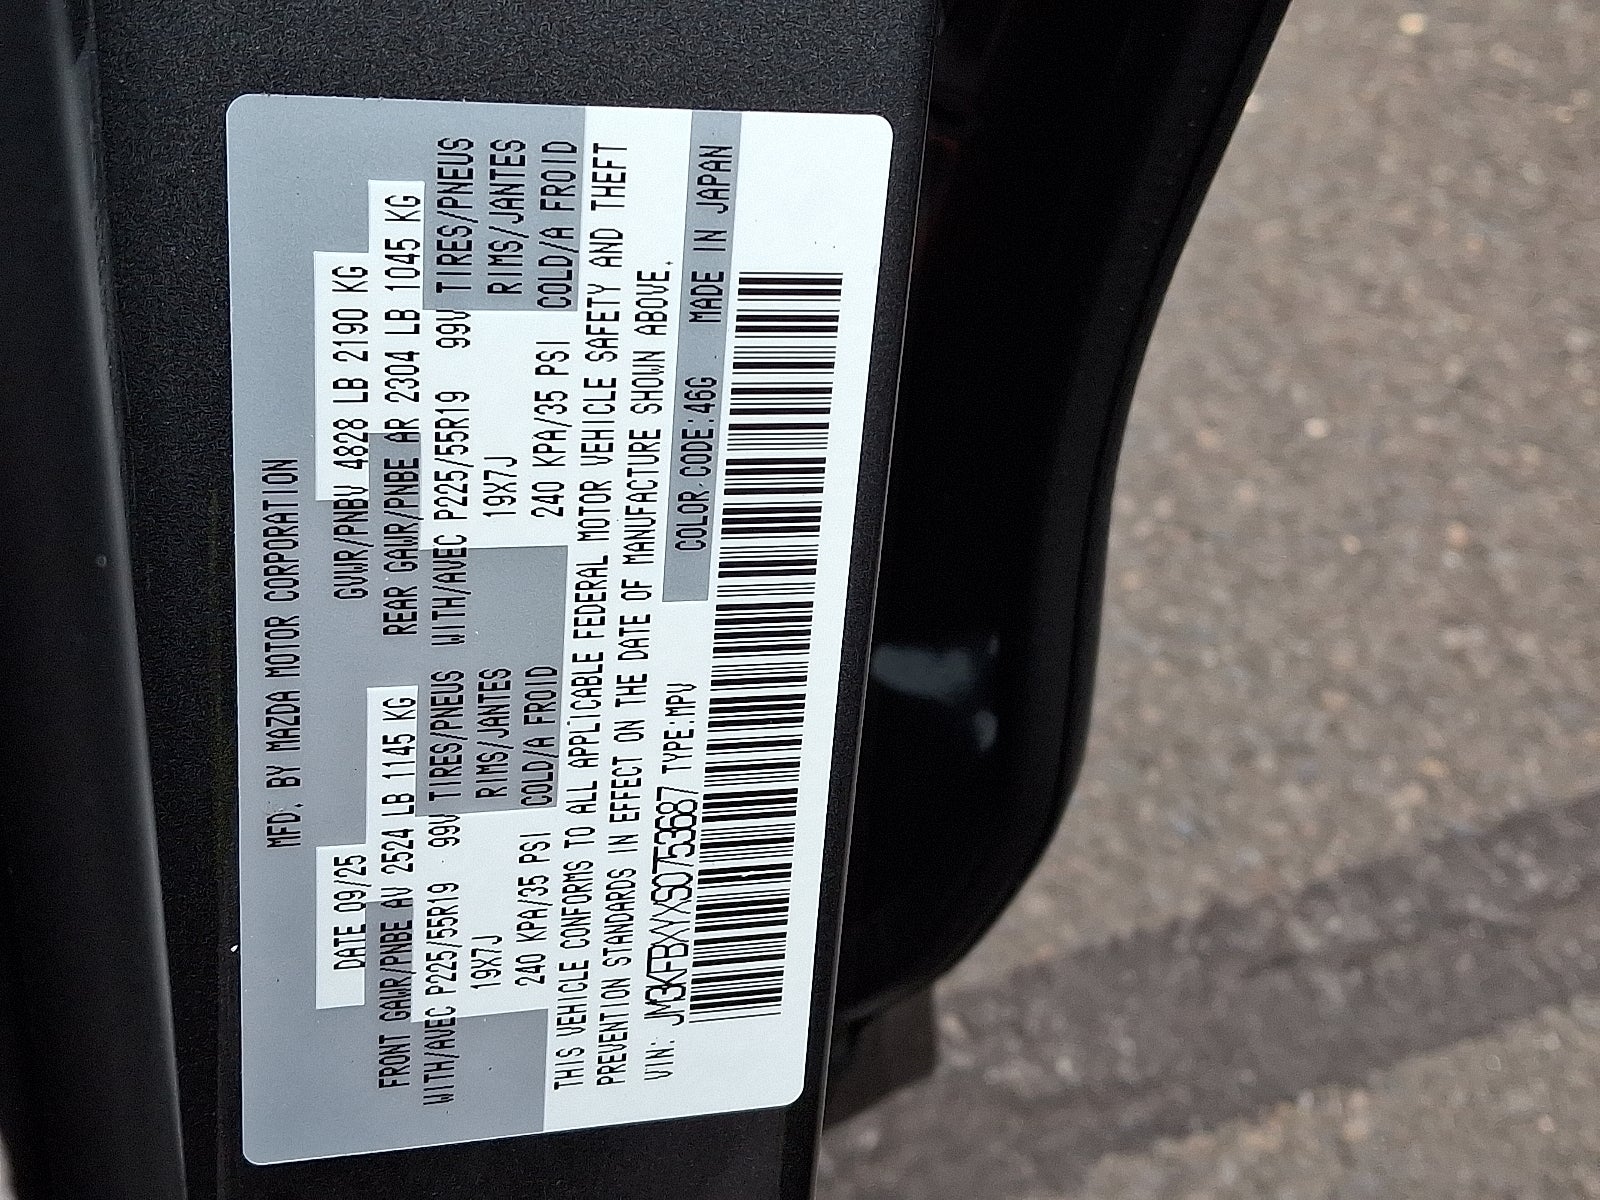 MFD. BY MAZDA MOTOR CORPORATION
DATE 09/25 GVWR/PNBV 4828 LB 2190 KG
FRONT GAWR/PNBE AV 2524 LB 1145 KG REAR GAWR/PNBE AR 2304 LB 1045 KG
WITH/AVEC P225/55R19 99V TIRES/PNEUS WITH/AVEC P225/55R19 99V TIRES/PNEUS
19X7J RIMS/JANTES 19X7J RIMS/JANTES
240 KPA/35 PSI COLD/A FROID 240 KPA/35 PSI COLD/A FROID
THIS VEHICLE CONFORMS TO ALL APPLICABLE FEDERAL MOTOR VEHICLE SAFETY AND THEFT
PREVENTION STANDARDS IN EFFECT ON THE DATE OF MANUFACTURE SHOWN ABOVE.
VIN: JM3KFBXYXS0753687 TYPE:MPV COLOR CODE:46G MADE IN JAPAN